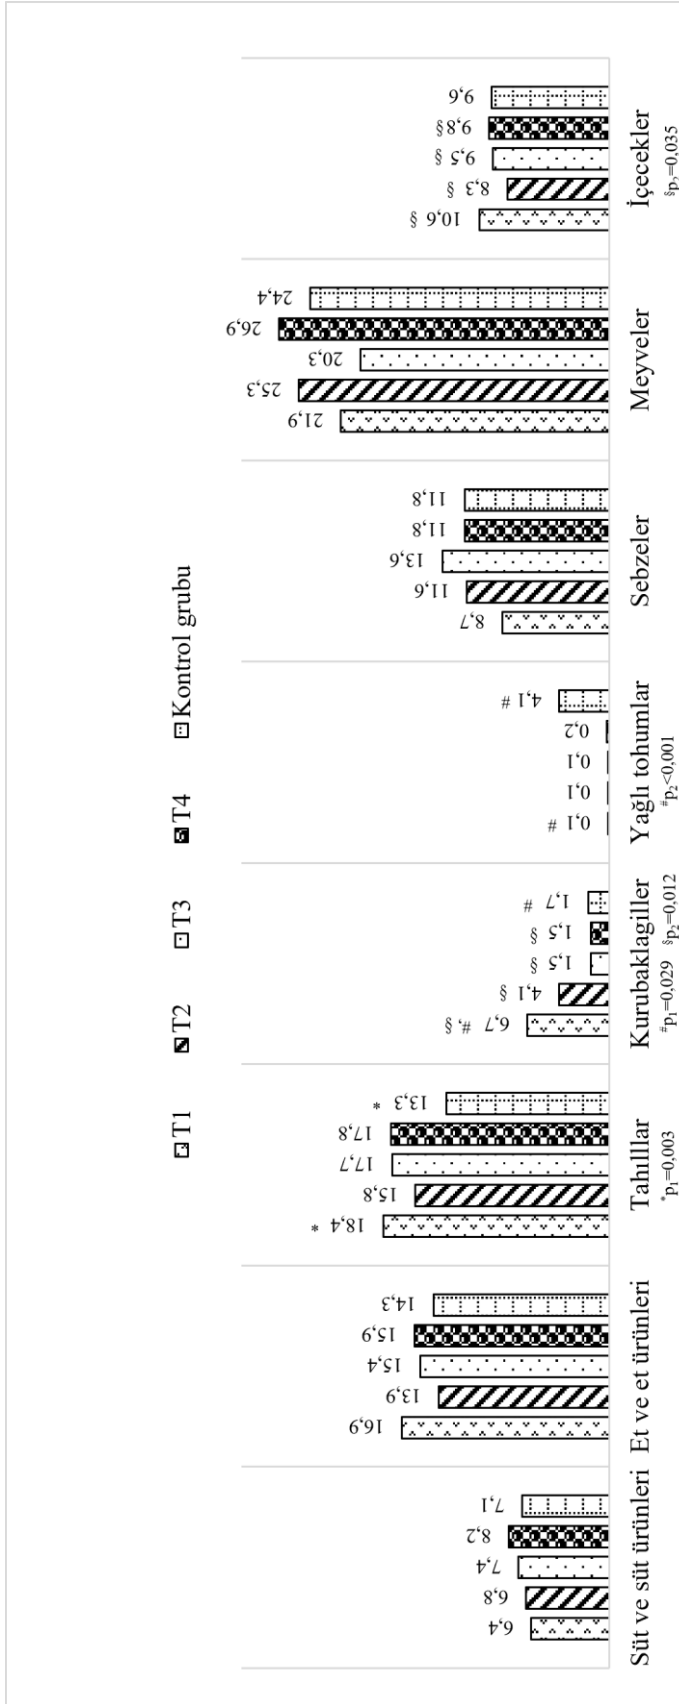 T1 T2 T3 T4 Kontrol grubu
6,4 6,8 7,4 8,2 7,1
16,9 13,9 15,4 15,9 14,3
18,4 * 15,8 17,7 17,8 13,3 *
6,7 #, § 4,1 § 1,5 § 1,5 § 1,7 #
0,1 # 0,1 0,1 0,2 4,1 #
8,7 11,6 13,6 11,8 11,8
21,9 25,3 20,3 26,9 24,4
10,6 § 8,3 § 9,5 § 9,8§ 9,6
Süt ve süt ürünleri Et ve et ürünleri Tahılllar Kurubaklagiller Yağlı tohumlar Sebzeler Meyveler İçecekler
*p₁=0,003 #p₁=0,029 §p₂=0,012 #p₂<0,001 §p₂=0,035